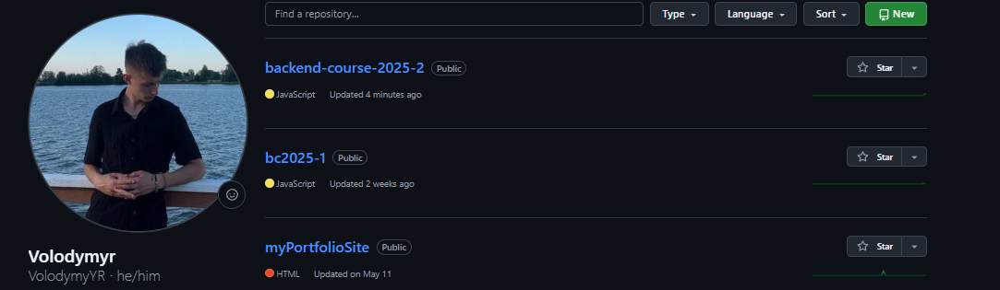 Find a repository...
Type
Language
Sort
New
backend-course-2025-2 Public
Star
JavaScript Updated 4 minutes ago
bc2025-1 Public
Star
JavaScript Updated 2 weeks ago
myPortfolioSite Public
Star
HTML Updated on May 11
Volodymyr
VolodymyYR · he/him